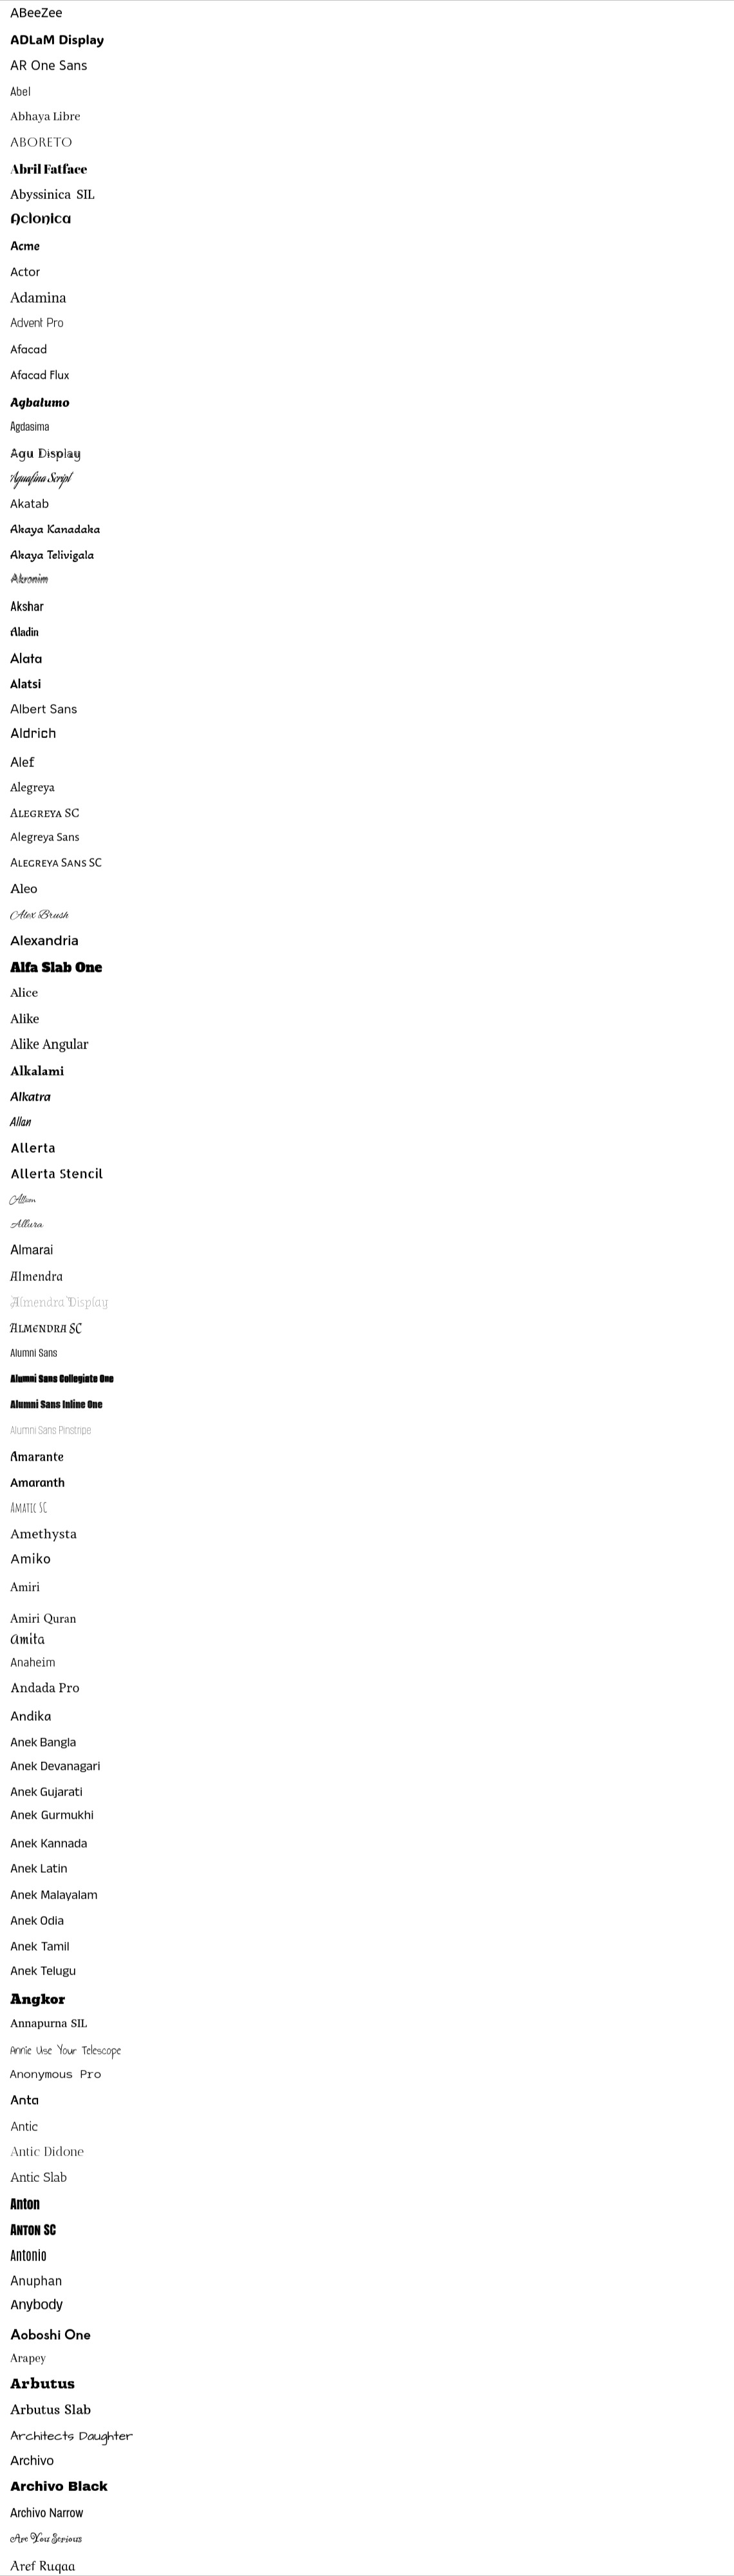 ABeeZee
ADLaM Display
AR One Sans
Abel
Abhaya Libre
ABORETO
Abril Fatface
Abyssinica SIL
Aclonica
Acme
Actor
Adamina
Advent Pro
Afacad
Afacad Flux
Agbalumo
Agdasima
Agu Display
Aguafina Script
Akatab
Akaya Kanadaka
Akaya Telivigala
Akronim
Akshar
Aladin
Alata
Alatsi
Albert Sans
Aldrich
Alef
Alegreya
ALEGREYA SC
Alegreya Sans
ALEGREYA SANS SC
Aleo
Alex Brush
Alexandria
Alfa Slab One
Alice
Alike
Alike Angular
Alkalami
Alkatra
Allan
Allerta
Allerta Stencil
Allison
Allura
Almarai
Almendra
Almendra Display
ALMENDRA SC
Alumni Sans
Alumni Sans Collegiate One
Alumni Sans Inline One
Alumni Sans Pinstripe
Amarante
Amaranth
AMATIC SC
Amethysta
Amiko
Amiri
Amiri Quran
Amita
Anaheim
Andada Pro
Andika
Anek Bangla
Anek Devanagari
Anek Gujarati
Anek Gurmukhi
Anek Kannada
Anek Latin
Anek Malayalam
Anek Odia
Anek Tamil
Anek Telugu
Angkor
Annapurna SIL
Annie Use Your Telescope
Anonymous Pro
Anta
Antic
Antic Didone
Antic Slab
Anton
ANTON SC
Antonio
Anuphan
Anybody
Aoboshi One
Arapey
Arbutus
Arbutus Slab
Architects Daughter
Archivo
Archivo Black
Archivo Narrow
Are You Serious
Aref Ruqaa